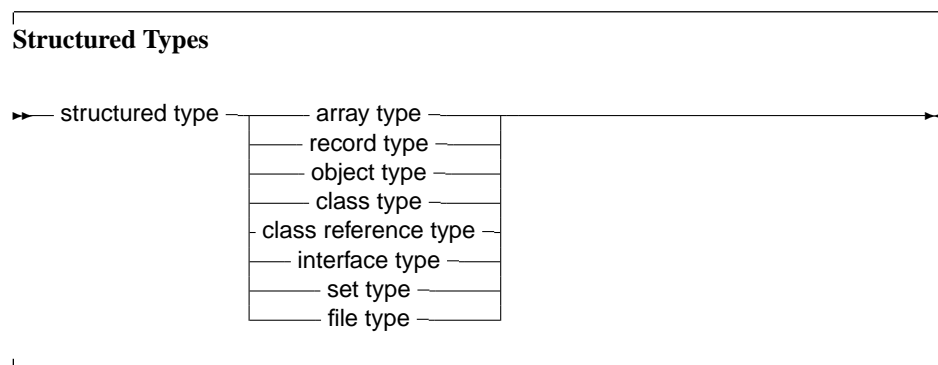 Structured Types
structured type array type
record type
object type
class type
class reference type
interface type
set type
file type